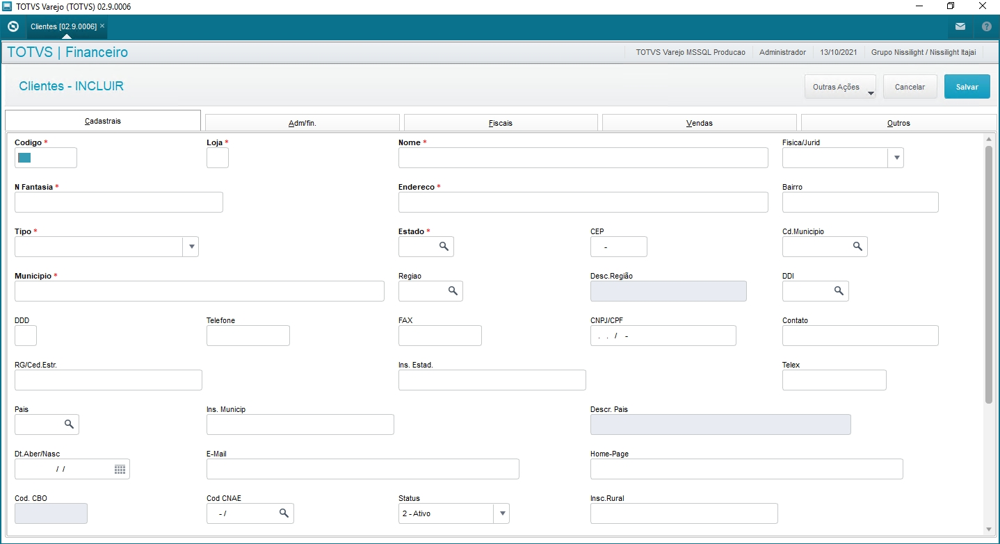 TOTVS Varejo (TOTVS) 02.9.0006
Clientes [02.9.0006] ×
TOTVS | Financeiro
TOTVS Varejo MSSQL Producao
Administrador
13/10/2021
Grupo Nissilight / Nissilight Itajai
Clientes - INCLUIR
Outras Ações
Cancelar
Salvar
Cadastrais
Adm/fin.
Fiscais
Vendas
Outros
Codigo *
Loja *
Nome *
Fisica/Jurid
N Fantasia *
Endereco *
Bairro
Tipo *
Estado *
CEP
-
Cd.Municipio
Municipio *
Regiao
Desc.Região
DDI
DDD
Telefone
FAX
CNPJ/CPF
. . / -
Contato
RG/Ced.Estr.
Ins. Estad.
Telex
Pais
Ins. Municip
Descr. Pais
Dt.Aber/Nasc
/ /
E-Mail
Home-Page
Cod. CBO
Cod CNAE
- /
Status
2 - Ativo
Insc.Rural